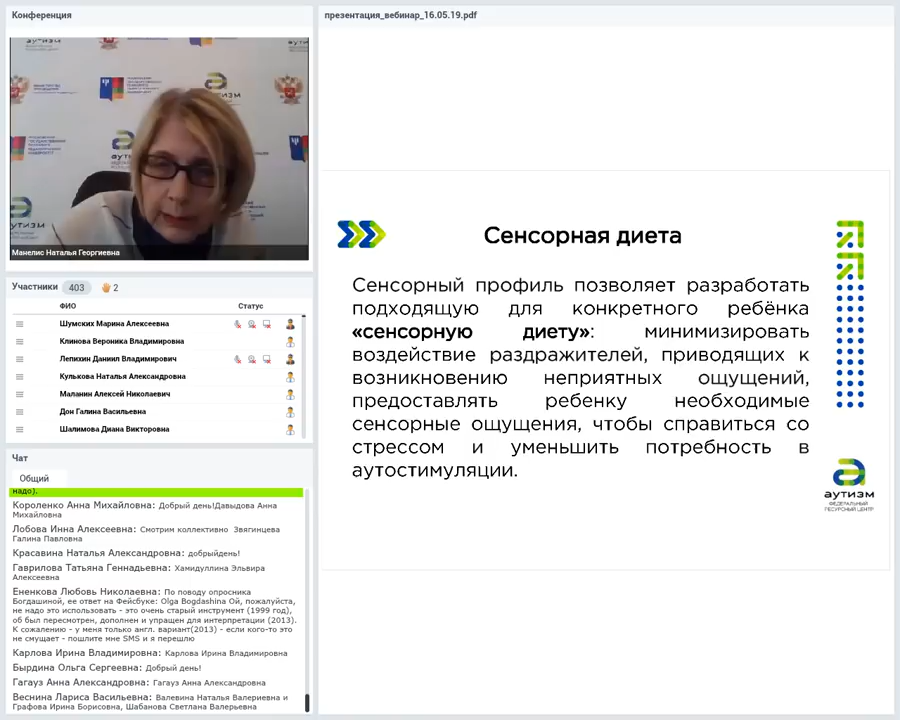 Конференция
Манелис Наталья Георгиевна
Участники 403 2
ФИО Статус
Шумских Марина Алексеевна
Клинова Вероника Владимировна
Лепихин Даниил Владимирович
Кулькова Наталья Александровна
Маланин Алексей Николаевич
Дон Галина Васильевна
Шалимова Диана Викторовна
Чат
Общий
надо).
Короленко Анна Михайловна: Добрый день!Давыдова Анна
Михайловна
Лобова Инна Алексеевна: Смотрим коллективно Звягинцева
Галина Павловна
Красавина Наталья Александровна: добрыйдень!
Гаврилова Татьяна Геннадьевна: Хамидуллина Эльвира
Алексеевна
Ененкова Любовь Николаевна: По поводу опросника
Богдашиной, ее ответ на Фейсбуке: Olga Bogdashina Ой, пожалуйста,
не надо это использовать - это очень старый инструмент (1999 год),
об был пересмотрен, дополнен и упращен для интерпретации (2013).
К сожалению - у меня только англ. вариант(2013) - если кого-то это
не смущает - пошлите мне SMS и я перешлю
Карлова Ирина Владимировна: Карлова Ирина Владимировна
Бырдина Ольга Сергеевна: Добрый день!
Гагауз Анна Александровна: Гагауз Анна Александровна
Веснина Лариса Васильевна: Валевина Наталья Валериевна и
Графова Ирина Борисовна, Шабанова Светлана Валерьевна
презентация_вебинар_16.05.19.pdf
Сенсорная диета
Сенсорный профиль позволяет разработать
подходящую для конкретного ребёнка
«сенсорную диету»: минимизировать
воздействие раздражителей, приводящих к
возникновению неприятных ощущений,
предоставлять ребенку необходимые
сенсорные ощущения, чтобы справиться со
стрессом и уменьшить потребность в
аутостимуляции.
аутизм
ФЕДЕРАЛЬНЫЙ
РЕСУРСНЫЙ ЦЕНТР